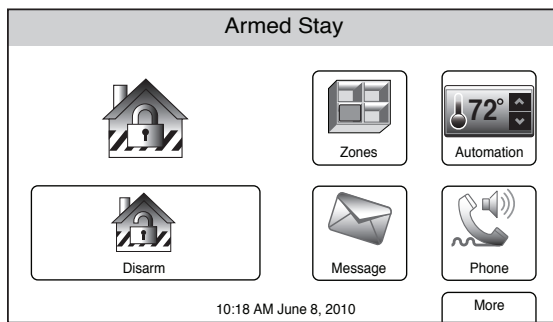 Armed Stay
72°
Zones
Automation
Disarm
Message
Phone
10:18 AM June 8, 2010
More